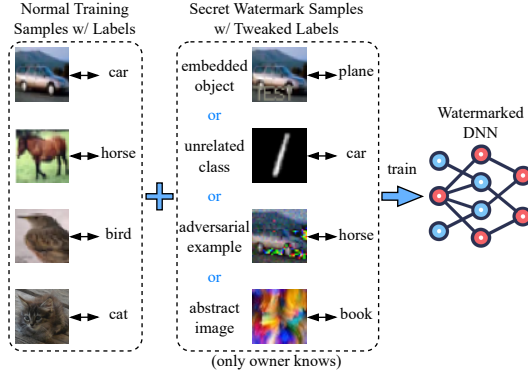 Normal Training
Samples w/ Labels
car
horse
bird
cat
Secret Watermark Samples
w/ Tweaked Labels
embedded
object
TEST
plane
or
unrelated
class
car
or
adversarial
example
horse
or
abstract
image
book
(only owner knows)
train
Watermarked
DNN